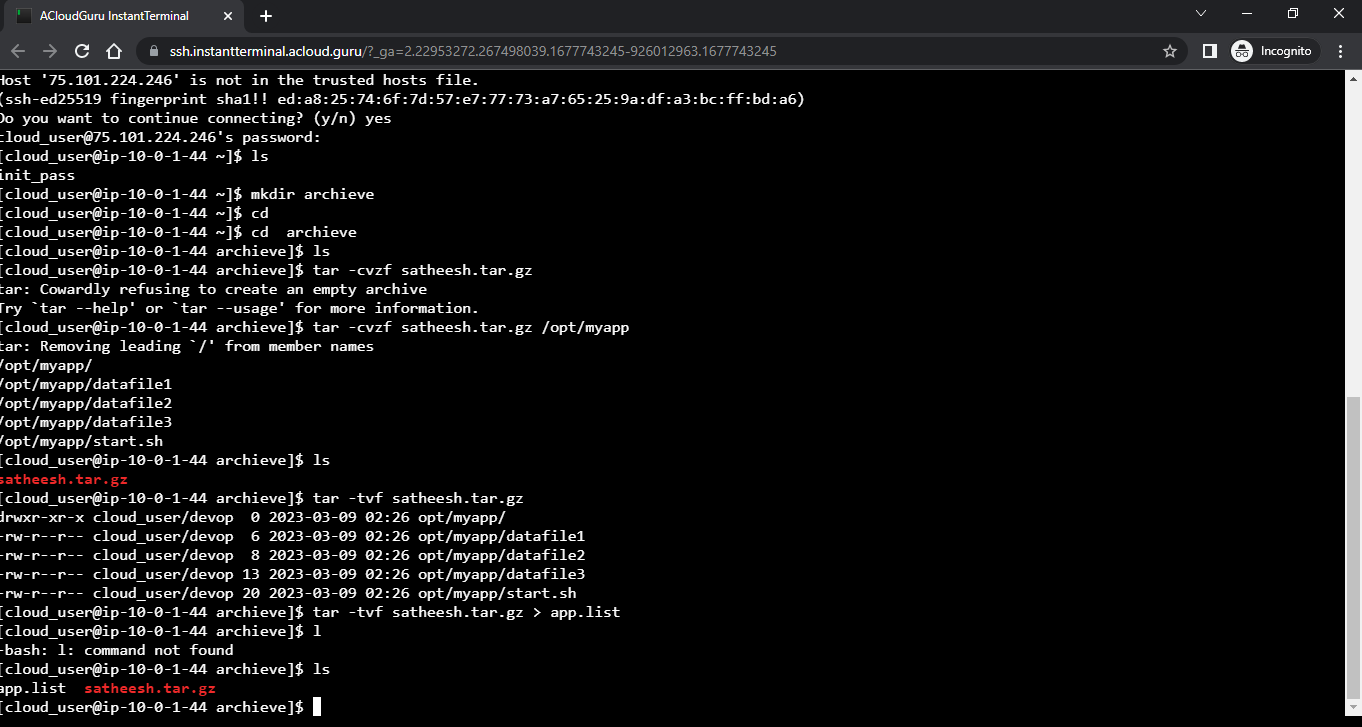 ACloudGuru InstantTerminal
ssh.instantterminal.acloud.guru/?_ga=2.22953272.267498039.1677743245-926012963.1677743245
Incognito
Host '75.101.224.246' is not in the trusted hosts file.
(ssh-ed25519 fingerprint sha1!! ed:a8:25:74:6f:7d:57:e7:77:73:a7:65:25:9a:df:a3:bc:ff:bd:a6)
Do you want to continue connecting? (y/n) yes
cloud_user@75.101.224.246's password:
[cloud_user@ip-10-0-1-44 ~]$ ls
init_pass
[cloud_user@ip-10-0-1-44 ~]$ mkdir archieve
[cloud_user@ip-10-0-1-44 ~]$ cd
[cloud_user@ip-10-0-1-44 ~]$ cd  archieve
[cloud_user@ip-10-0-1-44 archieve]$ ls
[cloud_user@ip-10-0-1-44 archieve]$ tar -cvzf satheesh.tar.gz
tar: Cowardly refusing to create an empty archive
Try `tar --help' or `tar --usage' for more information.
[cloud_user@ip-10-0-1-44 archieve]$ tar -cvzf satheesh.tar.gz /opt/myapp
tar: Removing leading `/' from member names
/opt/myapp/
/opt/myapp/datafile1
/opt/myapp/datafile2
/opt/myapp/datafile3
/opt/myapp/start.sh
[cloud_user@ip-10-0-1-44 archieve]$ ls
satheesh.tar.gz
[cloud_user@ip-10-0-1-44 archieve]$ tar -tvf satheesh.tar.gz
drwxr-xr-x cloud_user/devop  0 2023-03-09 02:26 opt/myapp/
-rw-r--r-- cloud_user/devop  6 2023-03-09 02:26 opt/myapp/datafile1
-rw-r--r-- cloud_user/devop  8 2023-03-09 02:26 opt/myapp/datafile2
-rw-r--r-- cloud_user/devop 13 2023-03-09 02:26 opt/myapp/datafile3
-rw-r--r-- cloud_user/devop 20 2023-03-09 02:26 opt/myapp/start.sh
[cloud_user@ip-10-0-1-44 archieve]$ tar -tvf satheesh.tar.gz > app.list
[cloud_user@ip-10-0-1-44 archieve]$ l
-bash: l: command not found
[cloud_user@ip-10-0-1-44 archieve]$ ls
app.list  satheesh.tar.gz
[cloud_user@ip-10-0-1-44 archieve]$